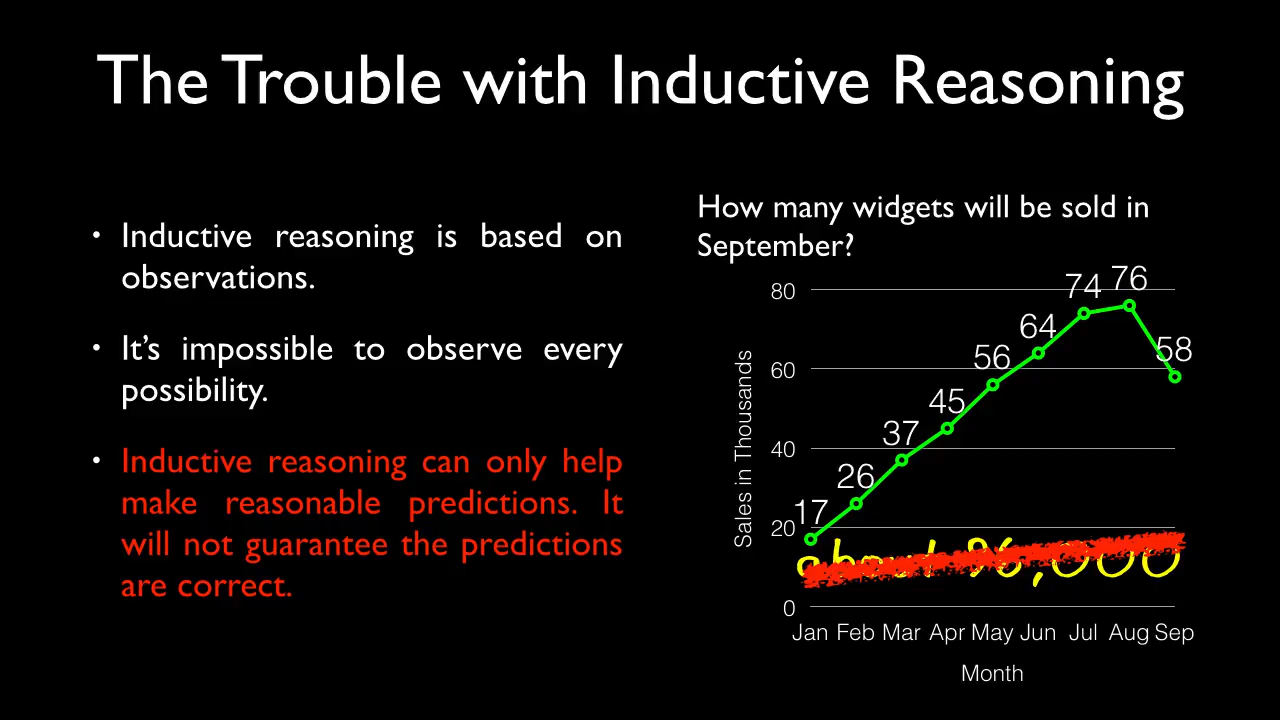 The Trouble with Inductive Reasoning
• Inductive reasoning is based on
observations.
• It’s impossible to observe every
possibility.
• Inductive reasoning can only help
make reasonable predictions. It
will not guarantee the predictions
are correct.
How many widgets will be sold in
September?
80
60
40
20
0
Sales in Thousands
17
26
37
45
56
64
74
76
58
about
Jan Feb Mar Apr May Jun Jul Aug Sep
Month